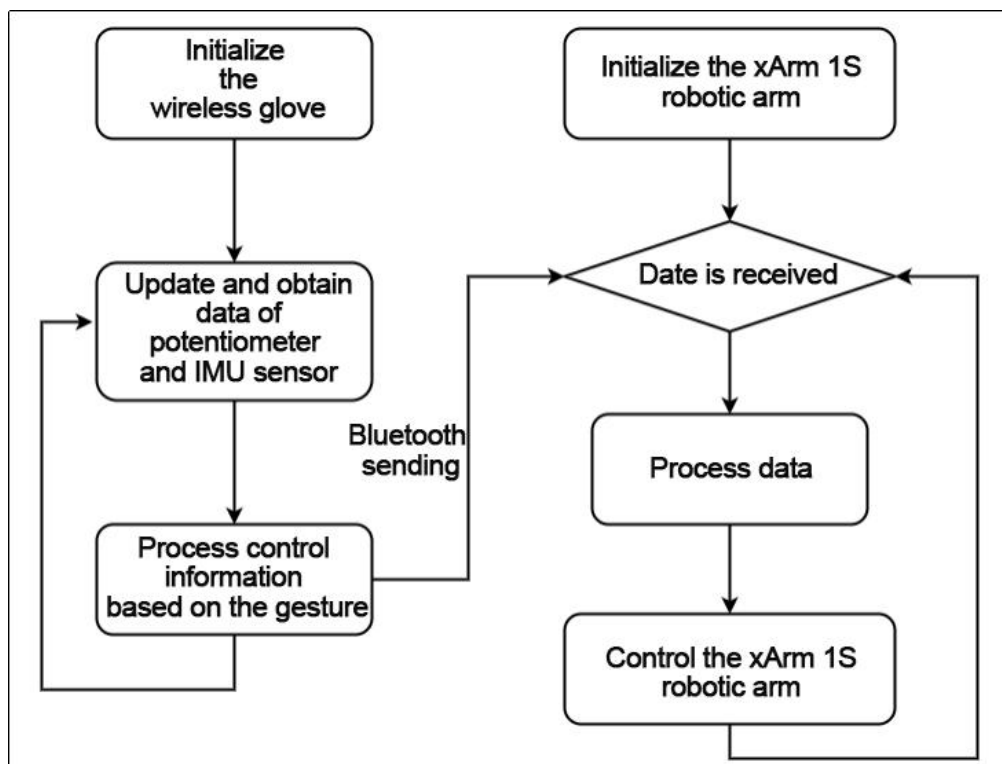 Initialize
the
wireless glove
Update and obtain
data of
potentiometer
and IMU sensor
Process control
information
based on the gesture
Bluetooth
sending
Initialize the xArm 1S
robotic arm
Date is received
Process data
Control the xArm 1S
robotic arm